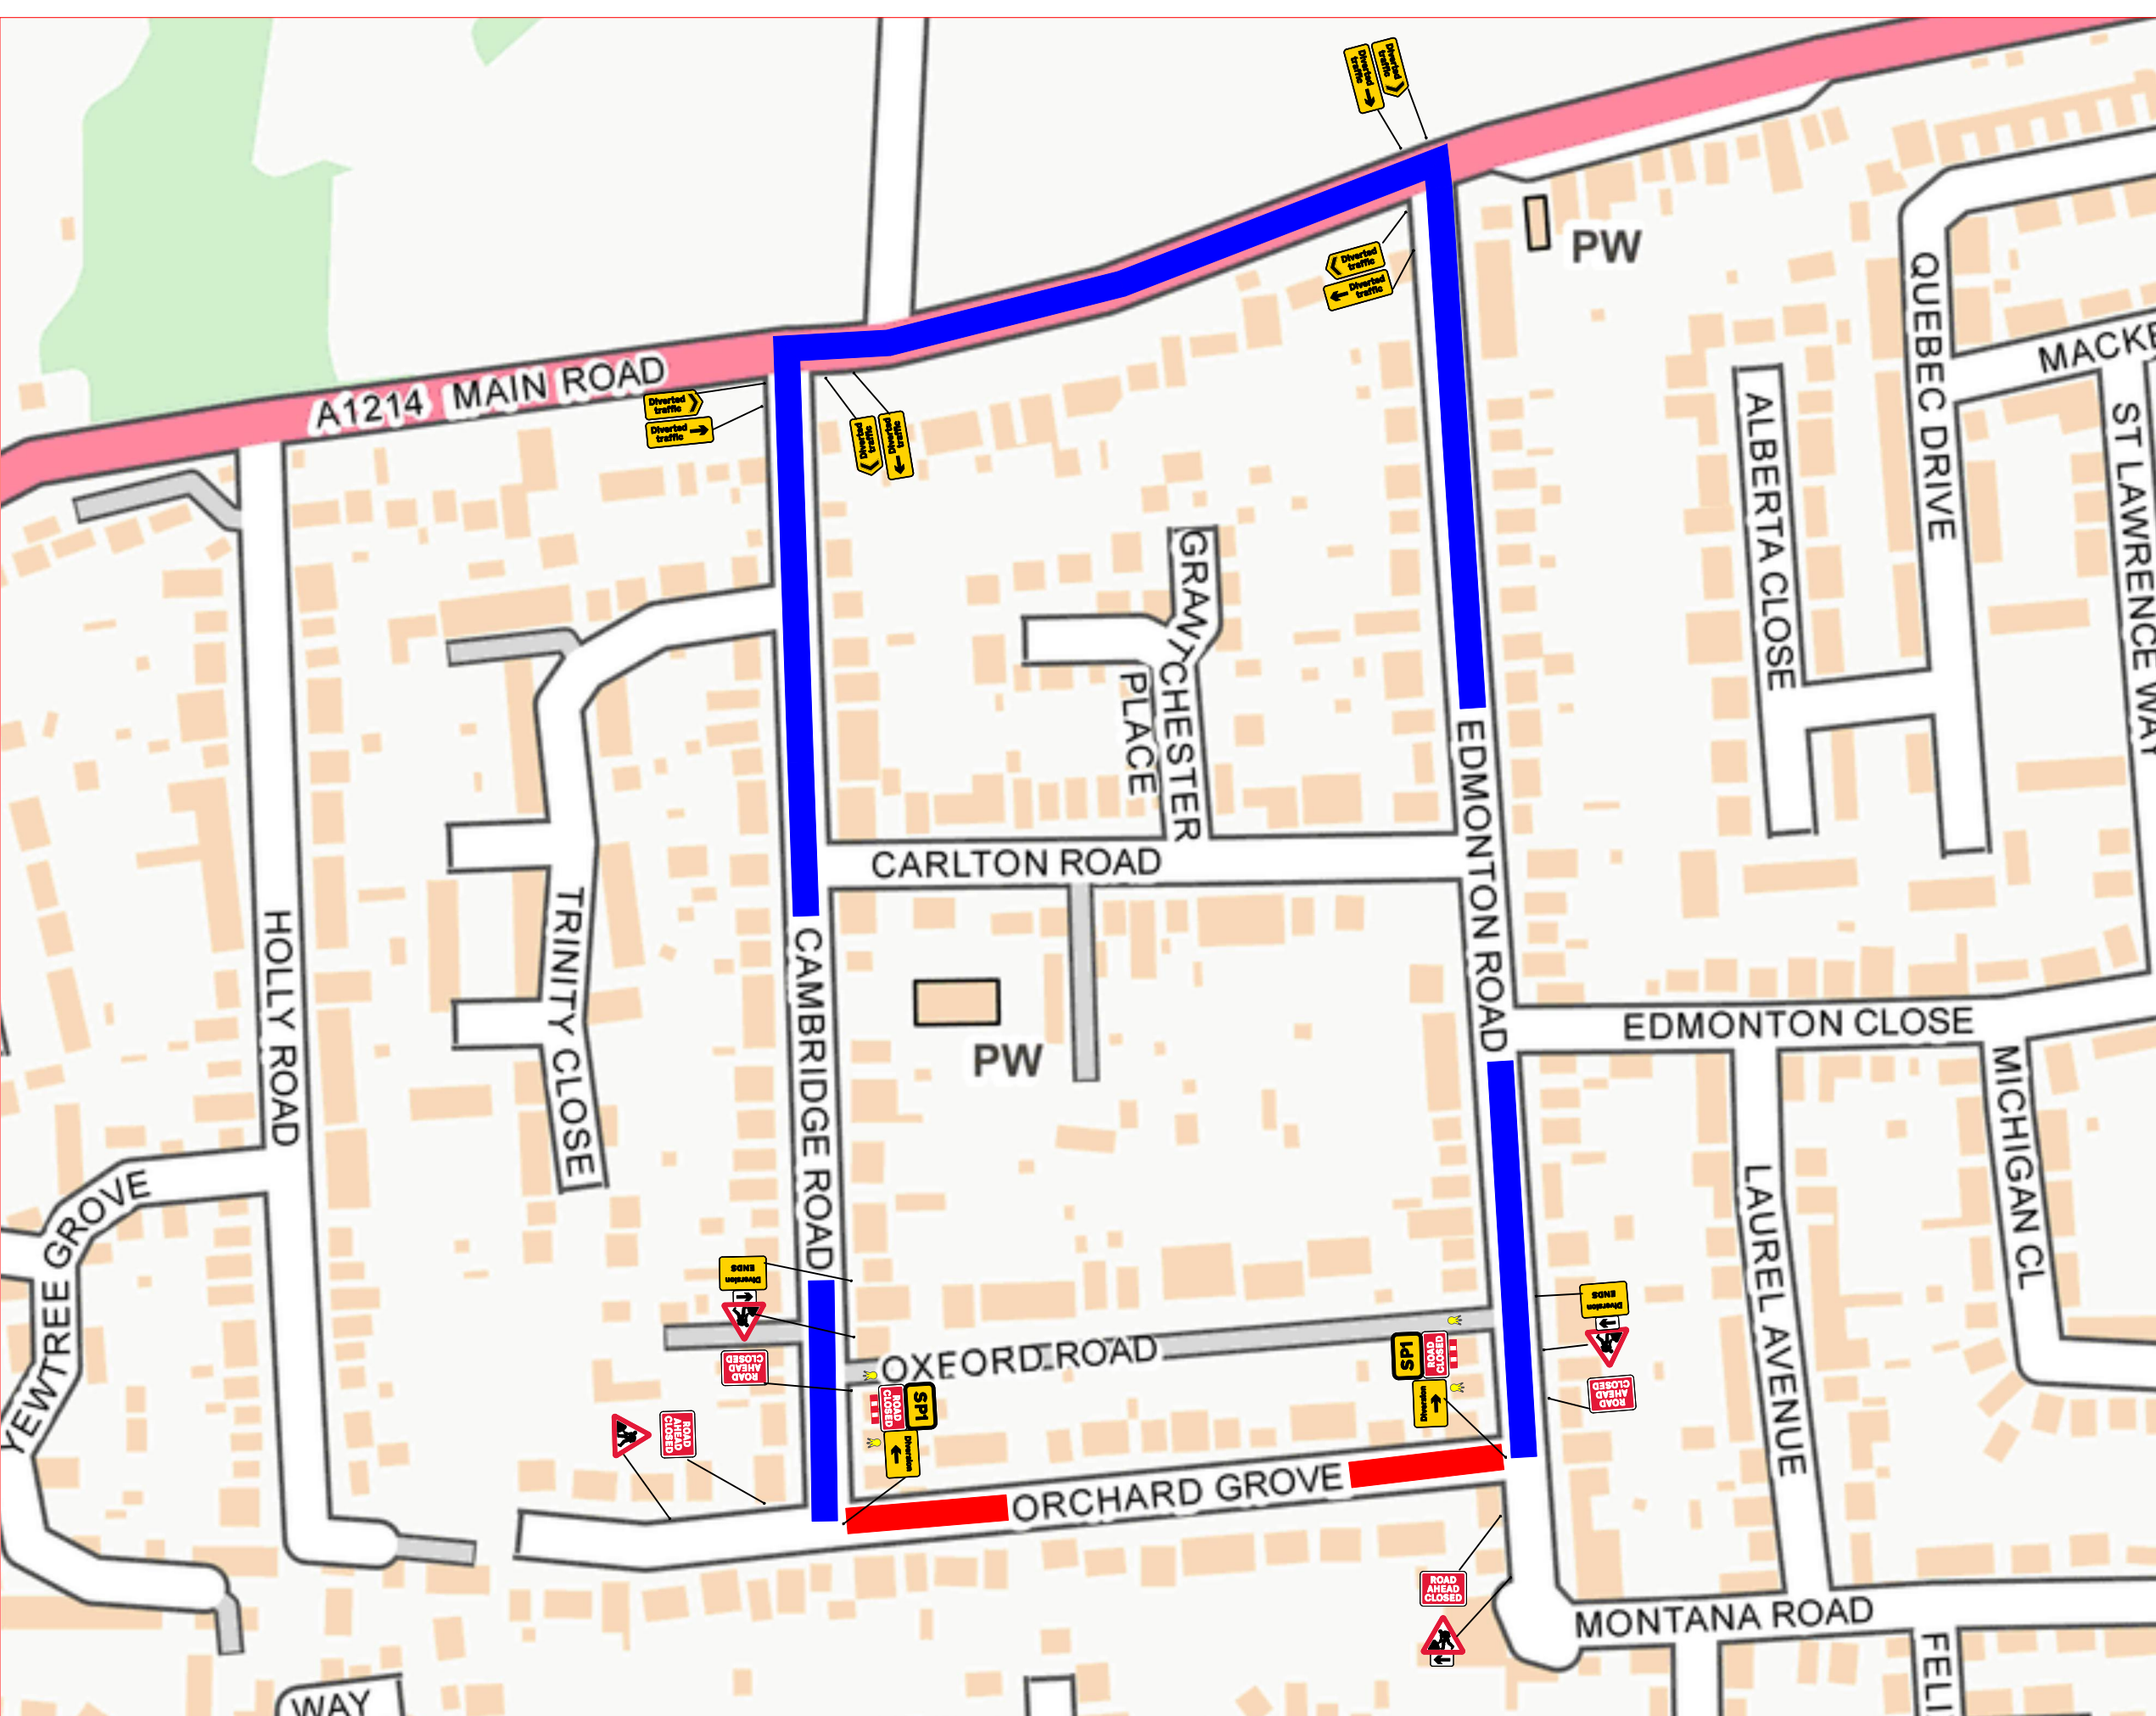 Diverted
traffic
Diverted
traffic
PW
Diverted
traffic
Diverted
traffic
QUEBEC DRIVE
A1214 MAIN ROAD
Diverted
traffic
Diverted
traffic
Diverted
traffic
Diverted
traffic
ALBERTA CLOSE
ST LAWRENCE WAY
GRANTCHESTER
PLACE
EDMONTON ROAD
CARLTON ROAD
HOLLY ROAD
TRINITY CLOSE
CAMBRIDGE ROAD
PW
EDMONTON CLOSE
MICHIGAN CL
LAUREL AVENUE
YEWTREE GROVE
Diversion
ENDS
ROAD
AHEAD
CLOSED
OXFORD ROAD
SP1
ROAD
CLOSED
Diversion
Diversion
ENDS
ROAD
AHEAD
CLOSED
ROAD
AHEAD
CLOSED
ROAD
CLOSED
SP1
Diversion
ORCHARD GROVE
ROAD
AHEAD
CLOSED
MONTANA ROAD
WAY